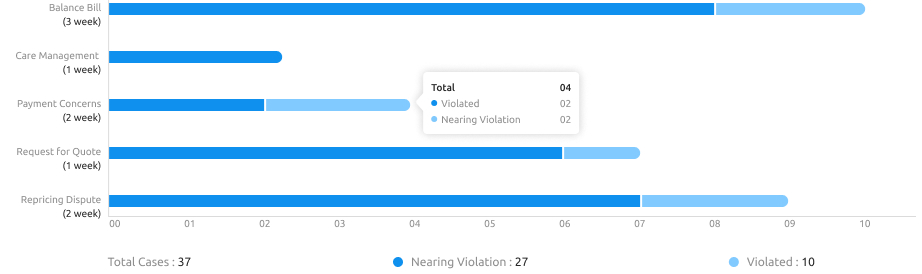 Balance Bill
(3 week)
Care Management
(1 week)
Total 04
Payment Concerns
(2 week)
Violated 02
Nearing Violation 02
Request for Quote
(1 week)
Repricing Dispute
(2 week)
00 01 02 03 04 05 06 07 08 09 10
Total Cases : 37 Nearing Violation : 27 Violated : 10